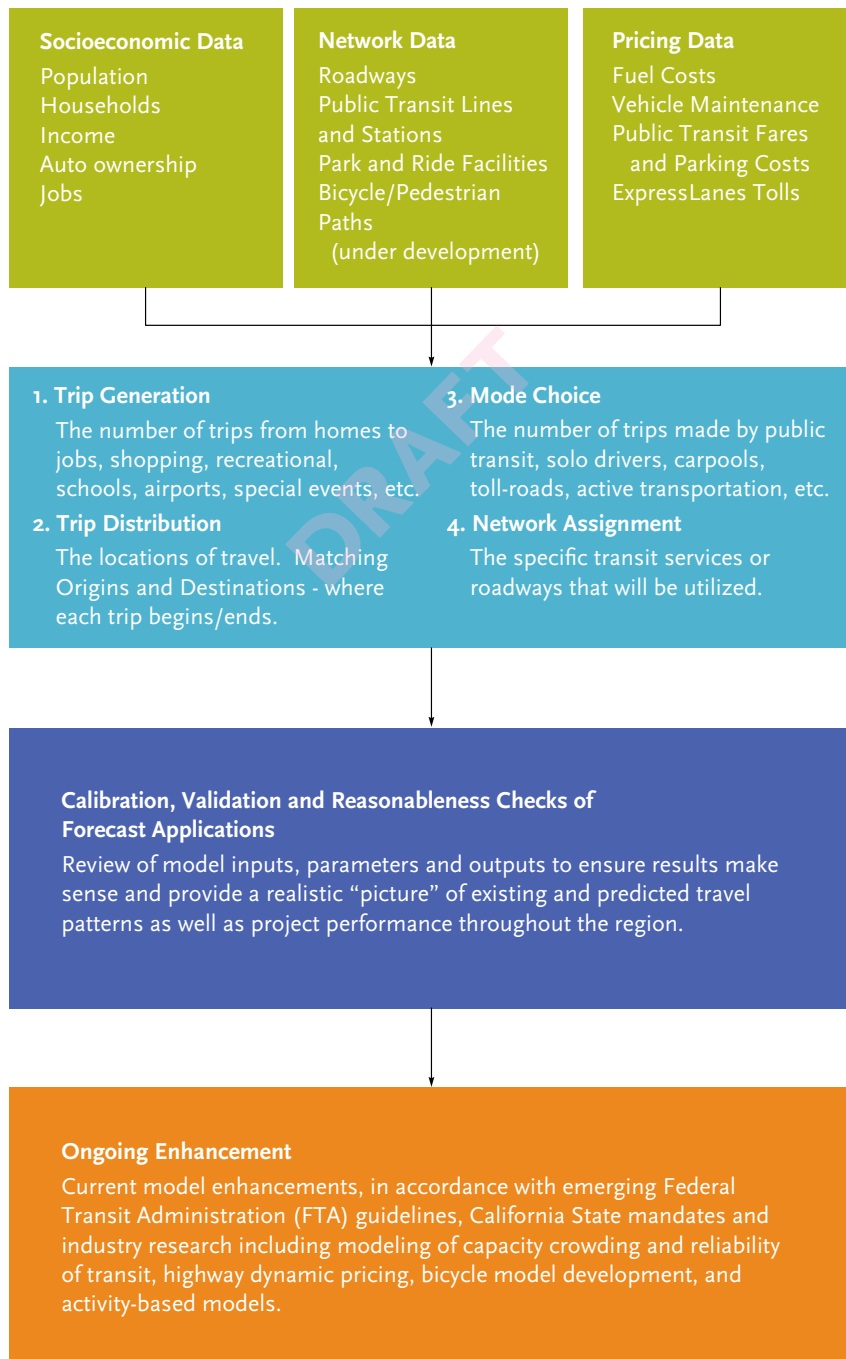 Socioeconomic Data
Population
Households
Income
Auto ownership
Jobs
Network Data
Roadways
Public Transit Lines
and Stations
Park and Ride Facilities
Bicycle/Pedestrian
Paths
(under development)
Pricing Data
Fuel Costs
Vehicle Maintenance
Public Transit Fares
and Parking Costs
ExpressLanes Tolls
1. Trip Generation
The number of trips from homes to
jobs, shopping, recreational,
schools, airports, special events, etc.
2. Trip Distribution
The locations of travel. Matching
Origins and Destinations - where
each trip begins/ends.
3. Mode Choice
The number of trips made by public
transit, solo drivers, carpools,
toll-roads, active transportation, etc.
4. Network Assignment
The specific transit services or
roadways that will be utilized.
DRAFT
Calibration, Validation and Reasonableness Checks of
Forecast Applications
Review of model inputs, parameters and outputs to ensure results make
sense and provide a realistic “picture” of existing and predicted travel
patterns as well as project performance throughout the region.
Ongoing Enhancement
Current model enhancements, in accordance with emerging Federal
Transit Administration (FTA) guidelines, California State mandates and
industry research including modeling of capacity crowding and reliability
of transit, highway dynamic pricing, bicycle model development, and
activity-based models.